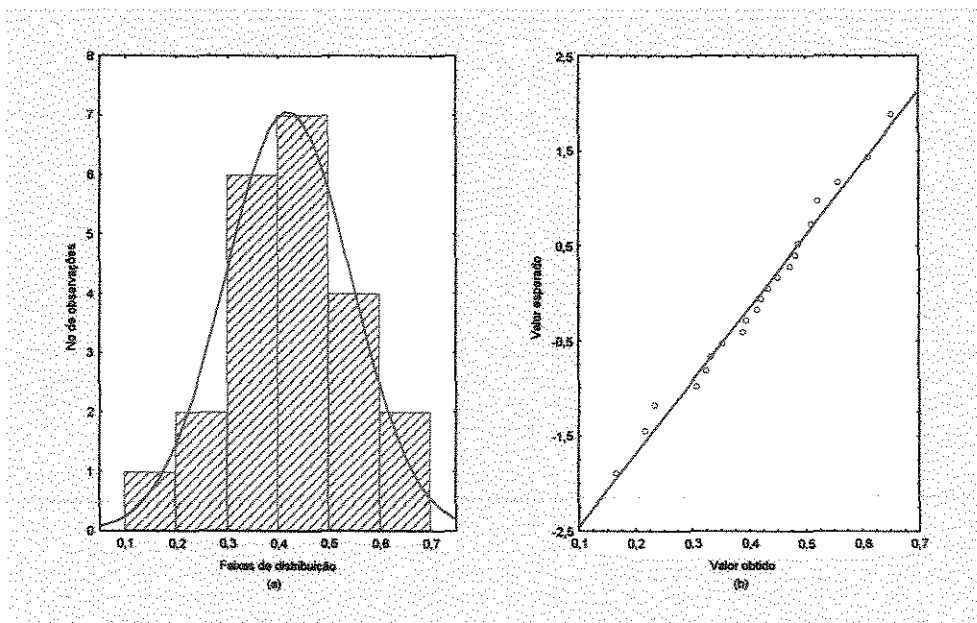 8
7
6
5
4
3
2
1
0
No de observações
0,1 0,2 0,3 0,4 0,5 0,6 0,7
Faixas de distribuição
(a)
2,5
1,5
0,5
-0,5
-1,5
-2,5
Valor esperado
0,1 0,2 0,3 0,4 0,5 0,6 0,7
Valor obtido
(b)